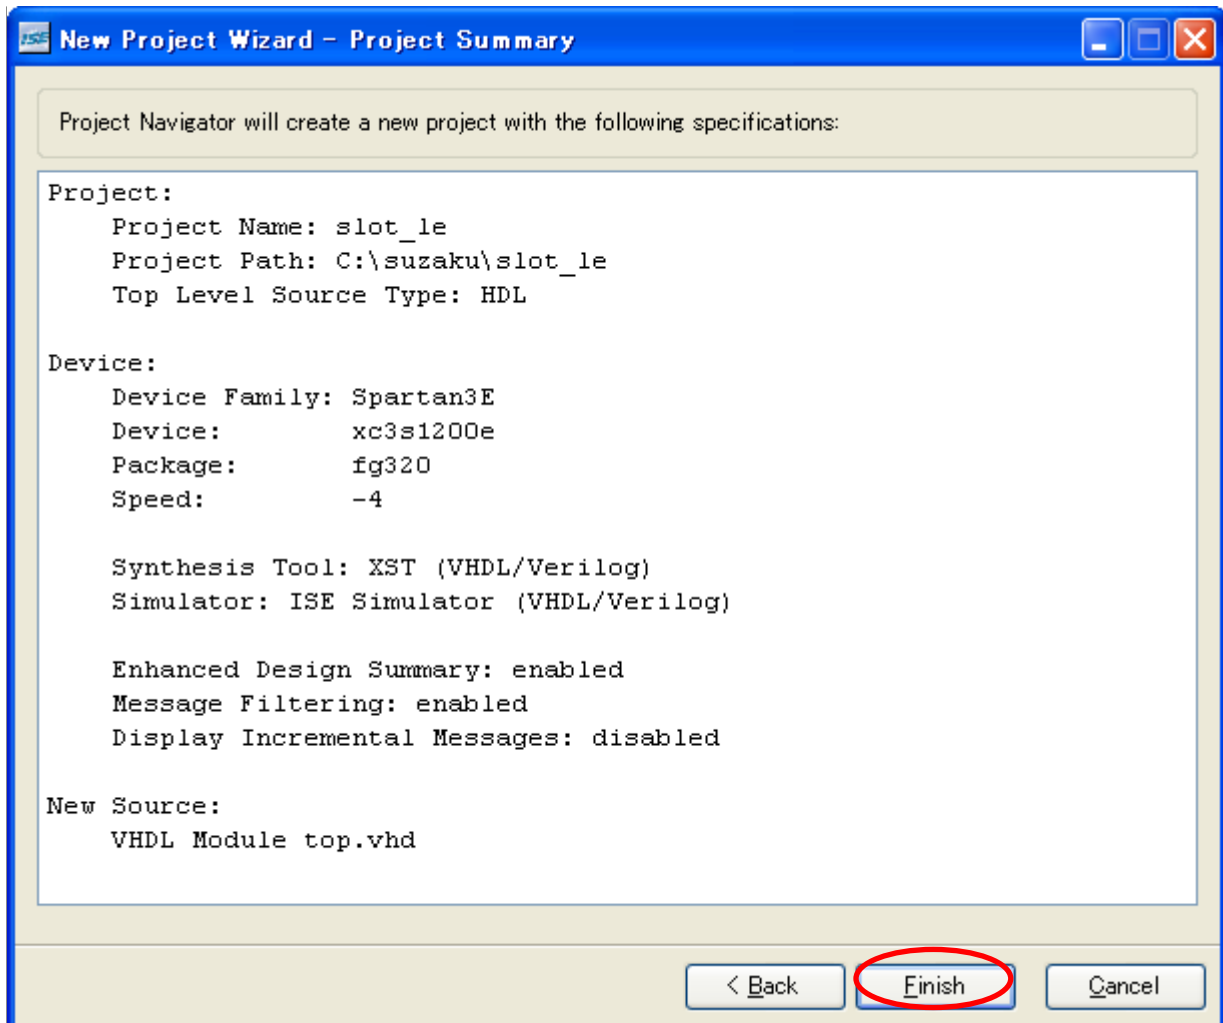 ISE New Project Wizard - Project Summary
Project Navigator will create a new project with the following specifications:
Project:
Project Name: slot_le
Project Path: C:\suzaku\slot_le
Top Level Source Type: HDL
Device:
Device Family: Spartan3E
Device: xc3s1200e
Package: fg320
Speed: -4
Synthesis Tool: XST (VHDL/Verilog)
Simulator: ISE Simulator (VHDL/Verilog)
Enhanced Design Summary: enabled
Message Filtering: enabled
Display Incremental Messages: disabled
New Source:
VHDL Module top.vhd
< Back Finish Cancel